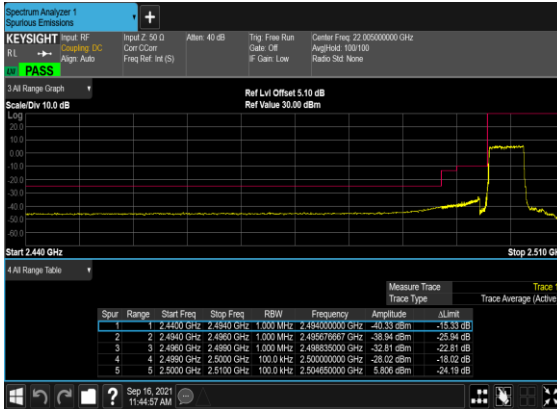 Spectrum Analyzer 1
Spurious Emissions
+
KEYSIGHT Input: RF Input Z: 50 Ω Atten: 40 dB Trig: Free Run Center Freq: 22.005000000 GHz
RL Coupling: DC Corr CCorr Gate: Off Avg|Hold: 100/100
Align: Auto Freq Ref: Int (S) IF Gain: Low Radio Std: None
PASS
3 All Range Graph
Ref Lvl Offset 5.10 dB
Scale/Div 10.0 dB Ref Value 30.00 dBm
Log
20.0
10.0
0.00
-10.0
-20.0
-30.0
-40.0
-50.0
-60.0
Start 2.440 GHz Stop 2.510 GH
4 All Range Table
Measure Trace Trace 1
Trace Type Trace Average (Active
Spur Range Start Freq Stop Freq RBW Frequency Amplitude ΔLimit
1 1 2.4400 GHz 2.4940 GHz 1.000 MHz 2.494000000 GHz -40.33 dBm -15.33 dB
2 2 2.4940 GHz 2.4960 GHz 1.000 MHz 2.495676667 GHz -38.94 dBm -25.94 dB
3 3 2.4960 GHz 2.4990 GHz 1.000 MHz 2.498835000 GHz -32.81 dBm -22.81 dB
4 4 2.4990 GHz 2.5000 GHz 100.0 kHz 2.500000000 GHz -28.02 dBm -18.02 dB
5 5 2.5000 GHz 2.5100 GHz 100.0 kHz 2.504650000 GHz 5.806 dBm -24.19 dB
? Sep 16, 2021
11:44:57 AM